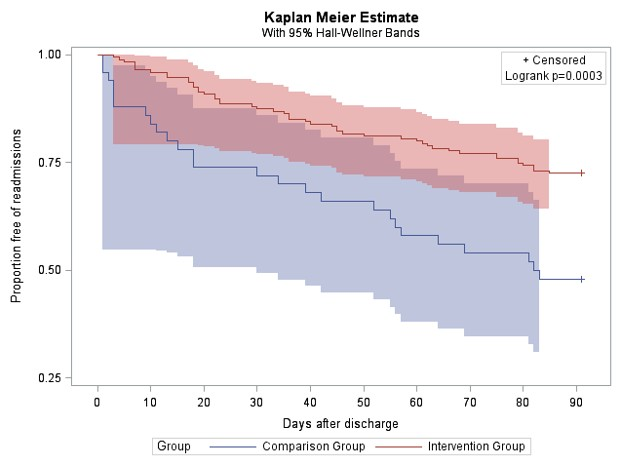 Kaplan Meier Estimate
With 95% Hall-Wellner Bands
+ Censored
Logrank p=0.0003
1.00
0.75
0.50
0.25
Proportion free of readmissions
0 10 20 30 40 50 60 70 80 90
Days after discharge
Group Comparison Group Intervention Group